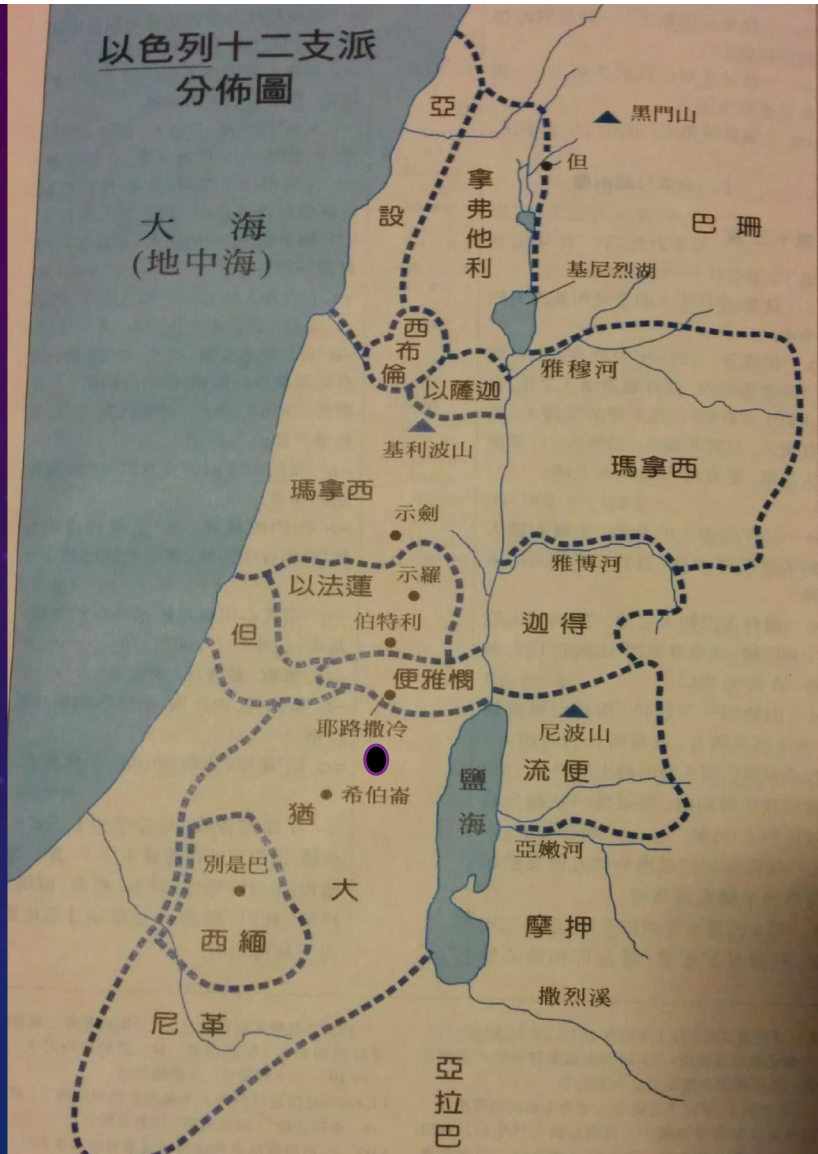 以色列十二支派
分佈圖
亞設
黑門山
但
拿弗他利
大海
(地中海)
巴珊
基尼烈湖
西布倫
以薩迦
雅穆河
基利波山
瑪拿西
瑪拿西
示劍
雅博河
以法蓮
示羅
伯特利
迦得
但
便雅憫
耶路撒冷
尼波山
流便
鹽海
希伯崙
猶大
亞嫩河
別是巴
西緬
摩押
撒烈溪
尼革
亞拉巴